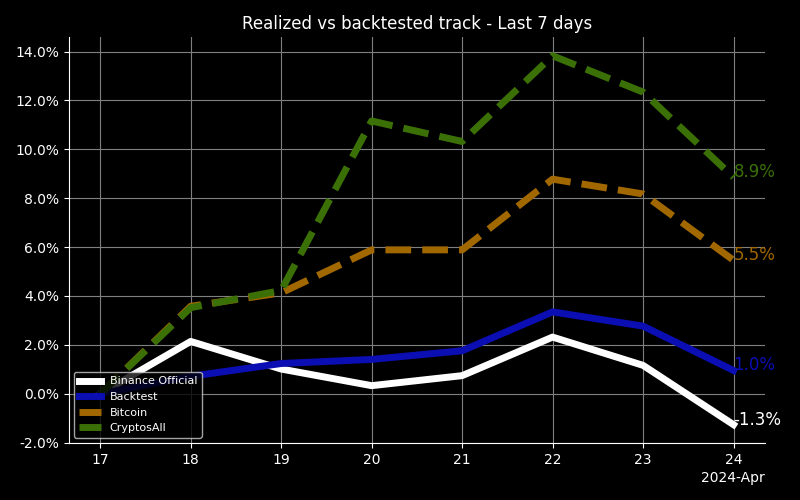 Realized vs backtested track - Last 7 days
14.0%
12.0%
10.0%
8.0%
6.0%
4.0%
2.0%
0.0%
-2.0%
8.9%
5.5%
1.0%
-1.3%
Binance Official
Backtest
Bitcoin
CryptosAll
17 18 19 20 21 22 23 24
2024-Apr